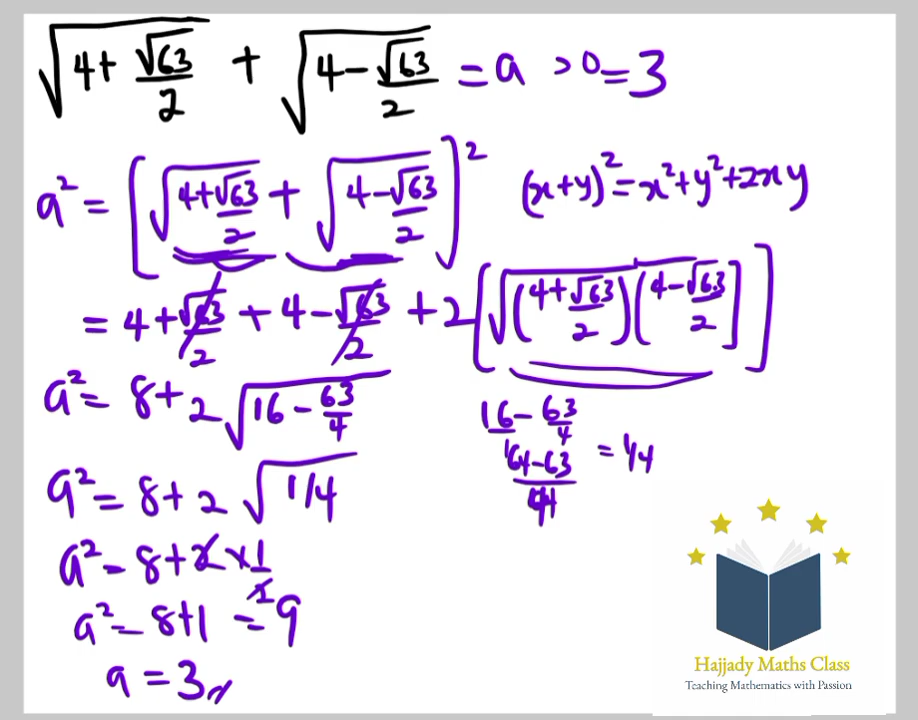 √(4+√63/2) + √(4-√63/2) = a >0 = 3
a² = [√(4+√63/2) + √(4-√63/2)]² (x+y)²=x²+y²+2xy
= 4+√63/2 + 4-√63/2 + 2[√(4+√63/2)(4-√63/2)]
a² = 8+2√(16-63/4)
16-63/4
64-63/4 = 1/4
a² = 8+2√(1/4)
a² = 8+2×1/2
a² = 8+1 = 9
a = 3
Hajjady Maths Class
Teaching Mathematics with Passion